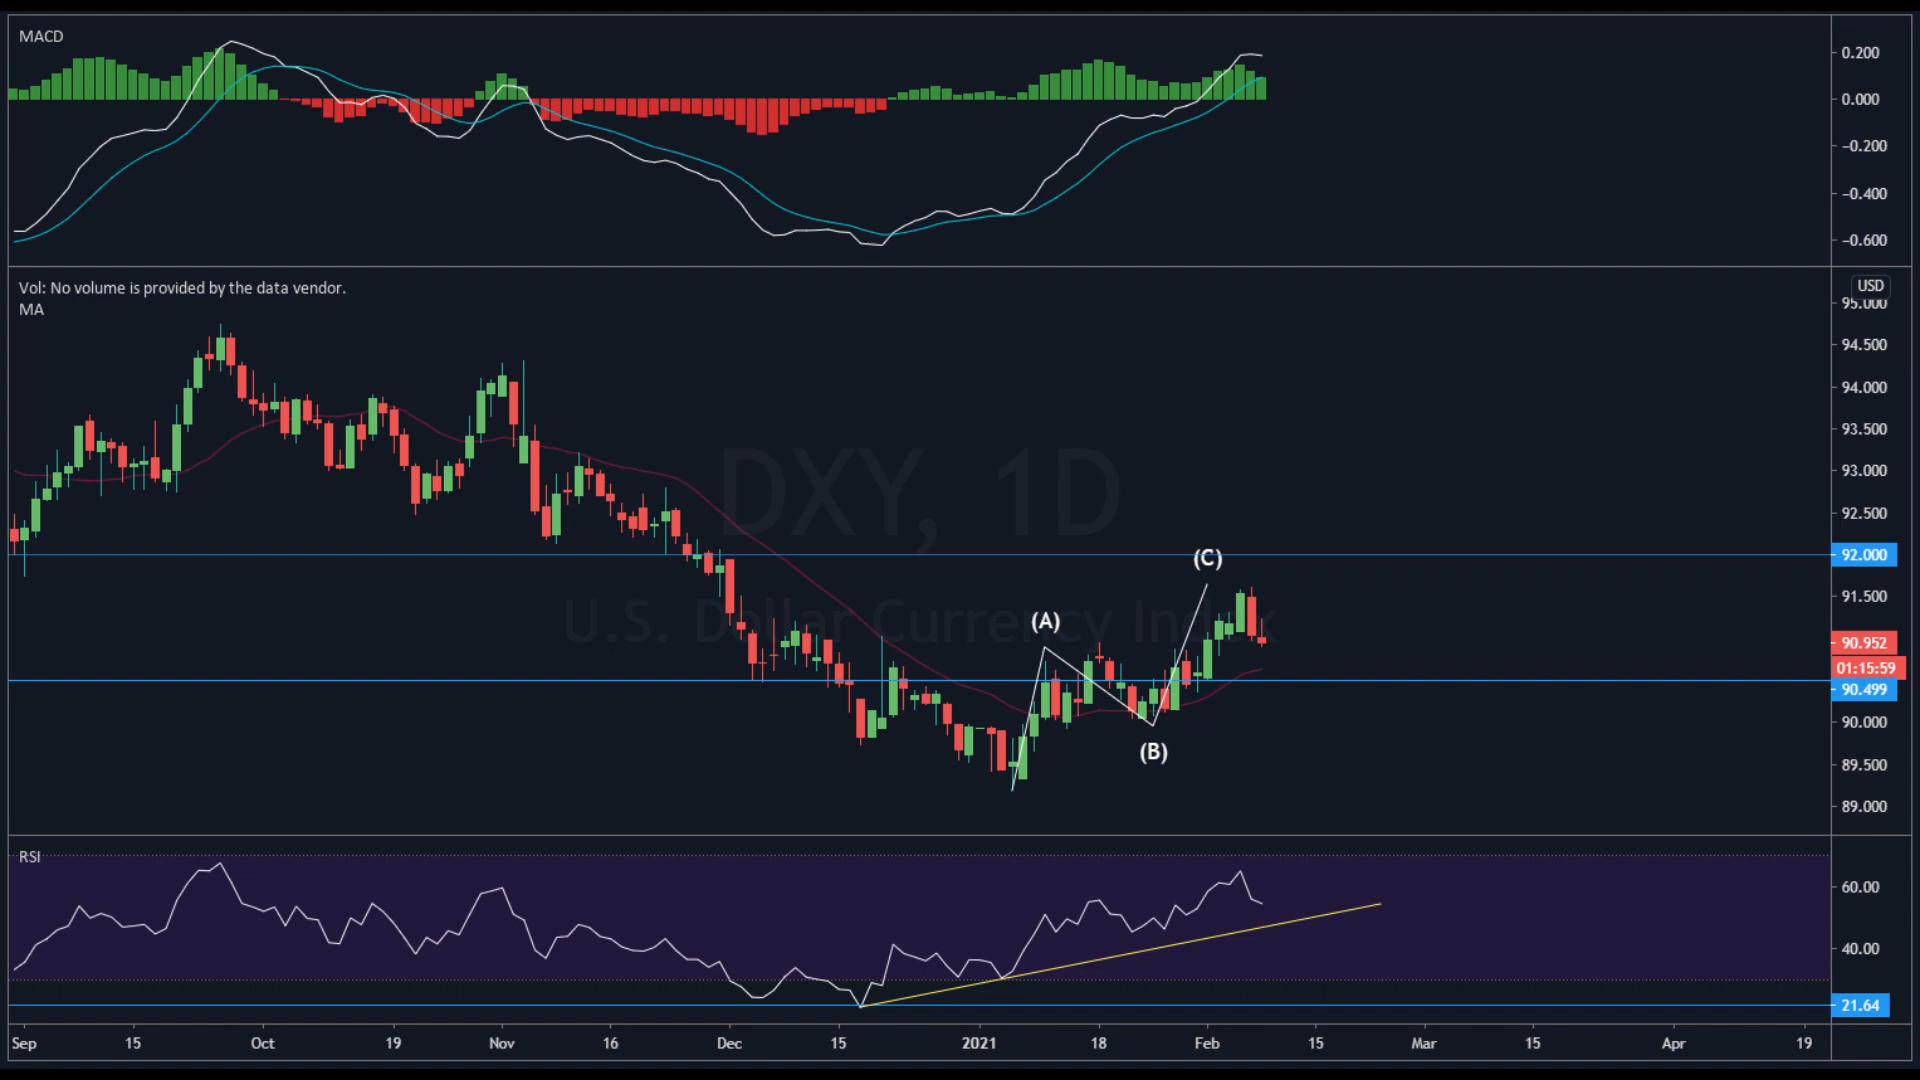 MACD
0.200
0.000
−0.200
−0.400
−0.600
Vol: No volume is provided by the data vendor.
MA
USD
95.000
94.500
94.000
93.500
93.000
92.500
92.000
91.500
90.952
01:15:59
90.499
90.000
89.500
89.000
DXY, 1D
U.S. Dollar Currency Index
(A)
(B)
(C)
RSI
60.00
40.00
21.64
Sep 15 Oct 19 Nov 16 Dec 15 2021 18 Feb 15 Mar 15 Apr 19